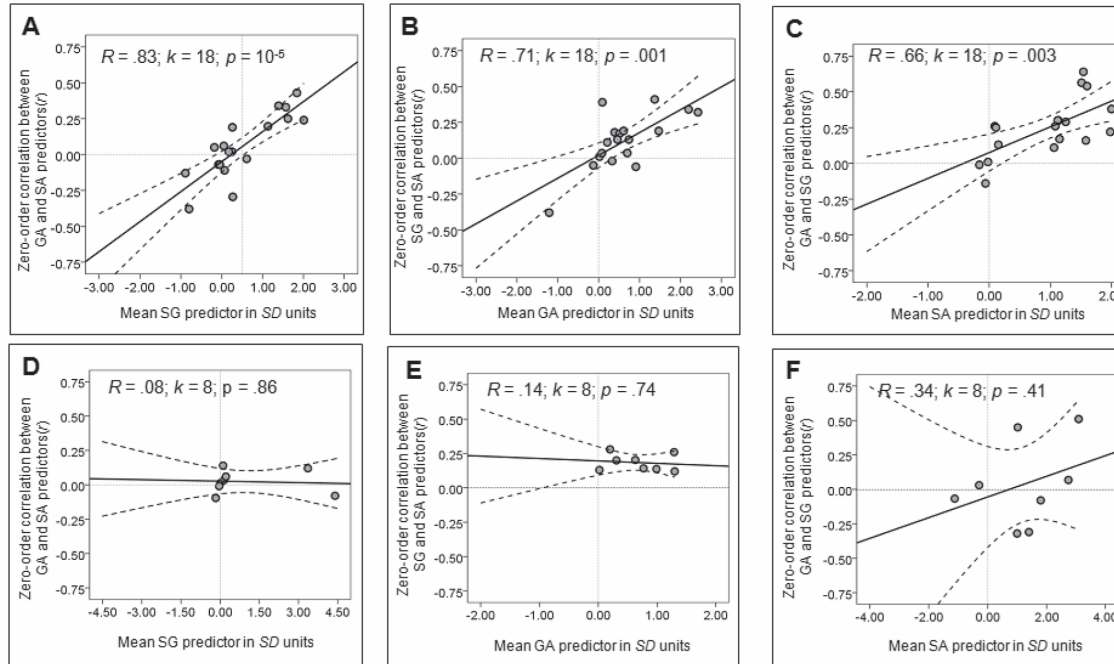 A
R = .83; k = 18; p = 10-5
Zero-order correlation between
GA and SA predictors(r)
0.75
0.50
0.25
0.00
-0.25
-0.50
-0.75
-3.00 -2.00 -1.00 0.00 1.00 2.00 3.00
Mean SG predictor in SD units
B
R = .71; k = 18; p = .001
Zero-order correlation between
SG and SA predictors(r)
0.75
0.50
0.25
0.00
-0.25
-0.50
-0.75
-3.00 -2.00 -1.00 0.00 1.00 2.00 3.00
Mean GA predictor in SD units
C
R = .66; k = 18; p = .003
Zero-order correlation between
GA and SG predictors(r)
0.75
0.50
0.25
0.00
-0.25
-0.50
-0.75
-2.00 -1.00 0.00 1.00 2.00
Mean SA predictor in SD units
D
R = .08; k = 8; p = .86
Zero-order correlation between
GA and SA predictors(r)
0.75
0.50
0.25
0.00
-0.25
-0.50
-0.75
-4.50 -3.00 -1.50 0.00 1.50 3.00 4.50
Mean SG predictor in SD units
E
R = .14; k = 8; p = .74
Zero-order correlation between
SG and SA predictors(r)
0.75
0.50
0.25
0.00
-0.25
-0.50
-0.75
-2.00 -1.00 0.00 1.00 2.00
Mean GA predictor in SD units
F
R = .34; k = 8; p = .41
Zero-order correlation between
GA and SG predictors(r)
0.75
0.50
0.25
0.00
-0.25
-0.50
-0.75
-4.00 -2.00 0.00 2.00 4.00
Mean SA predictor in SD units